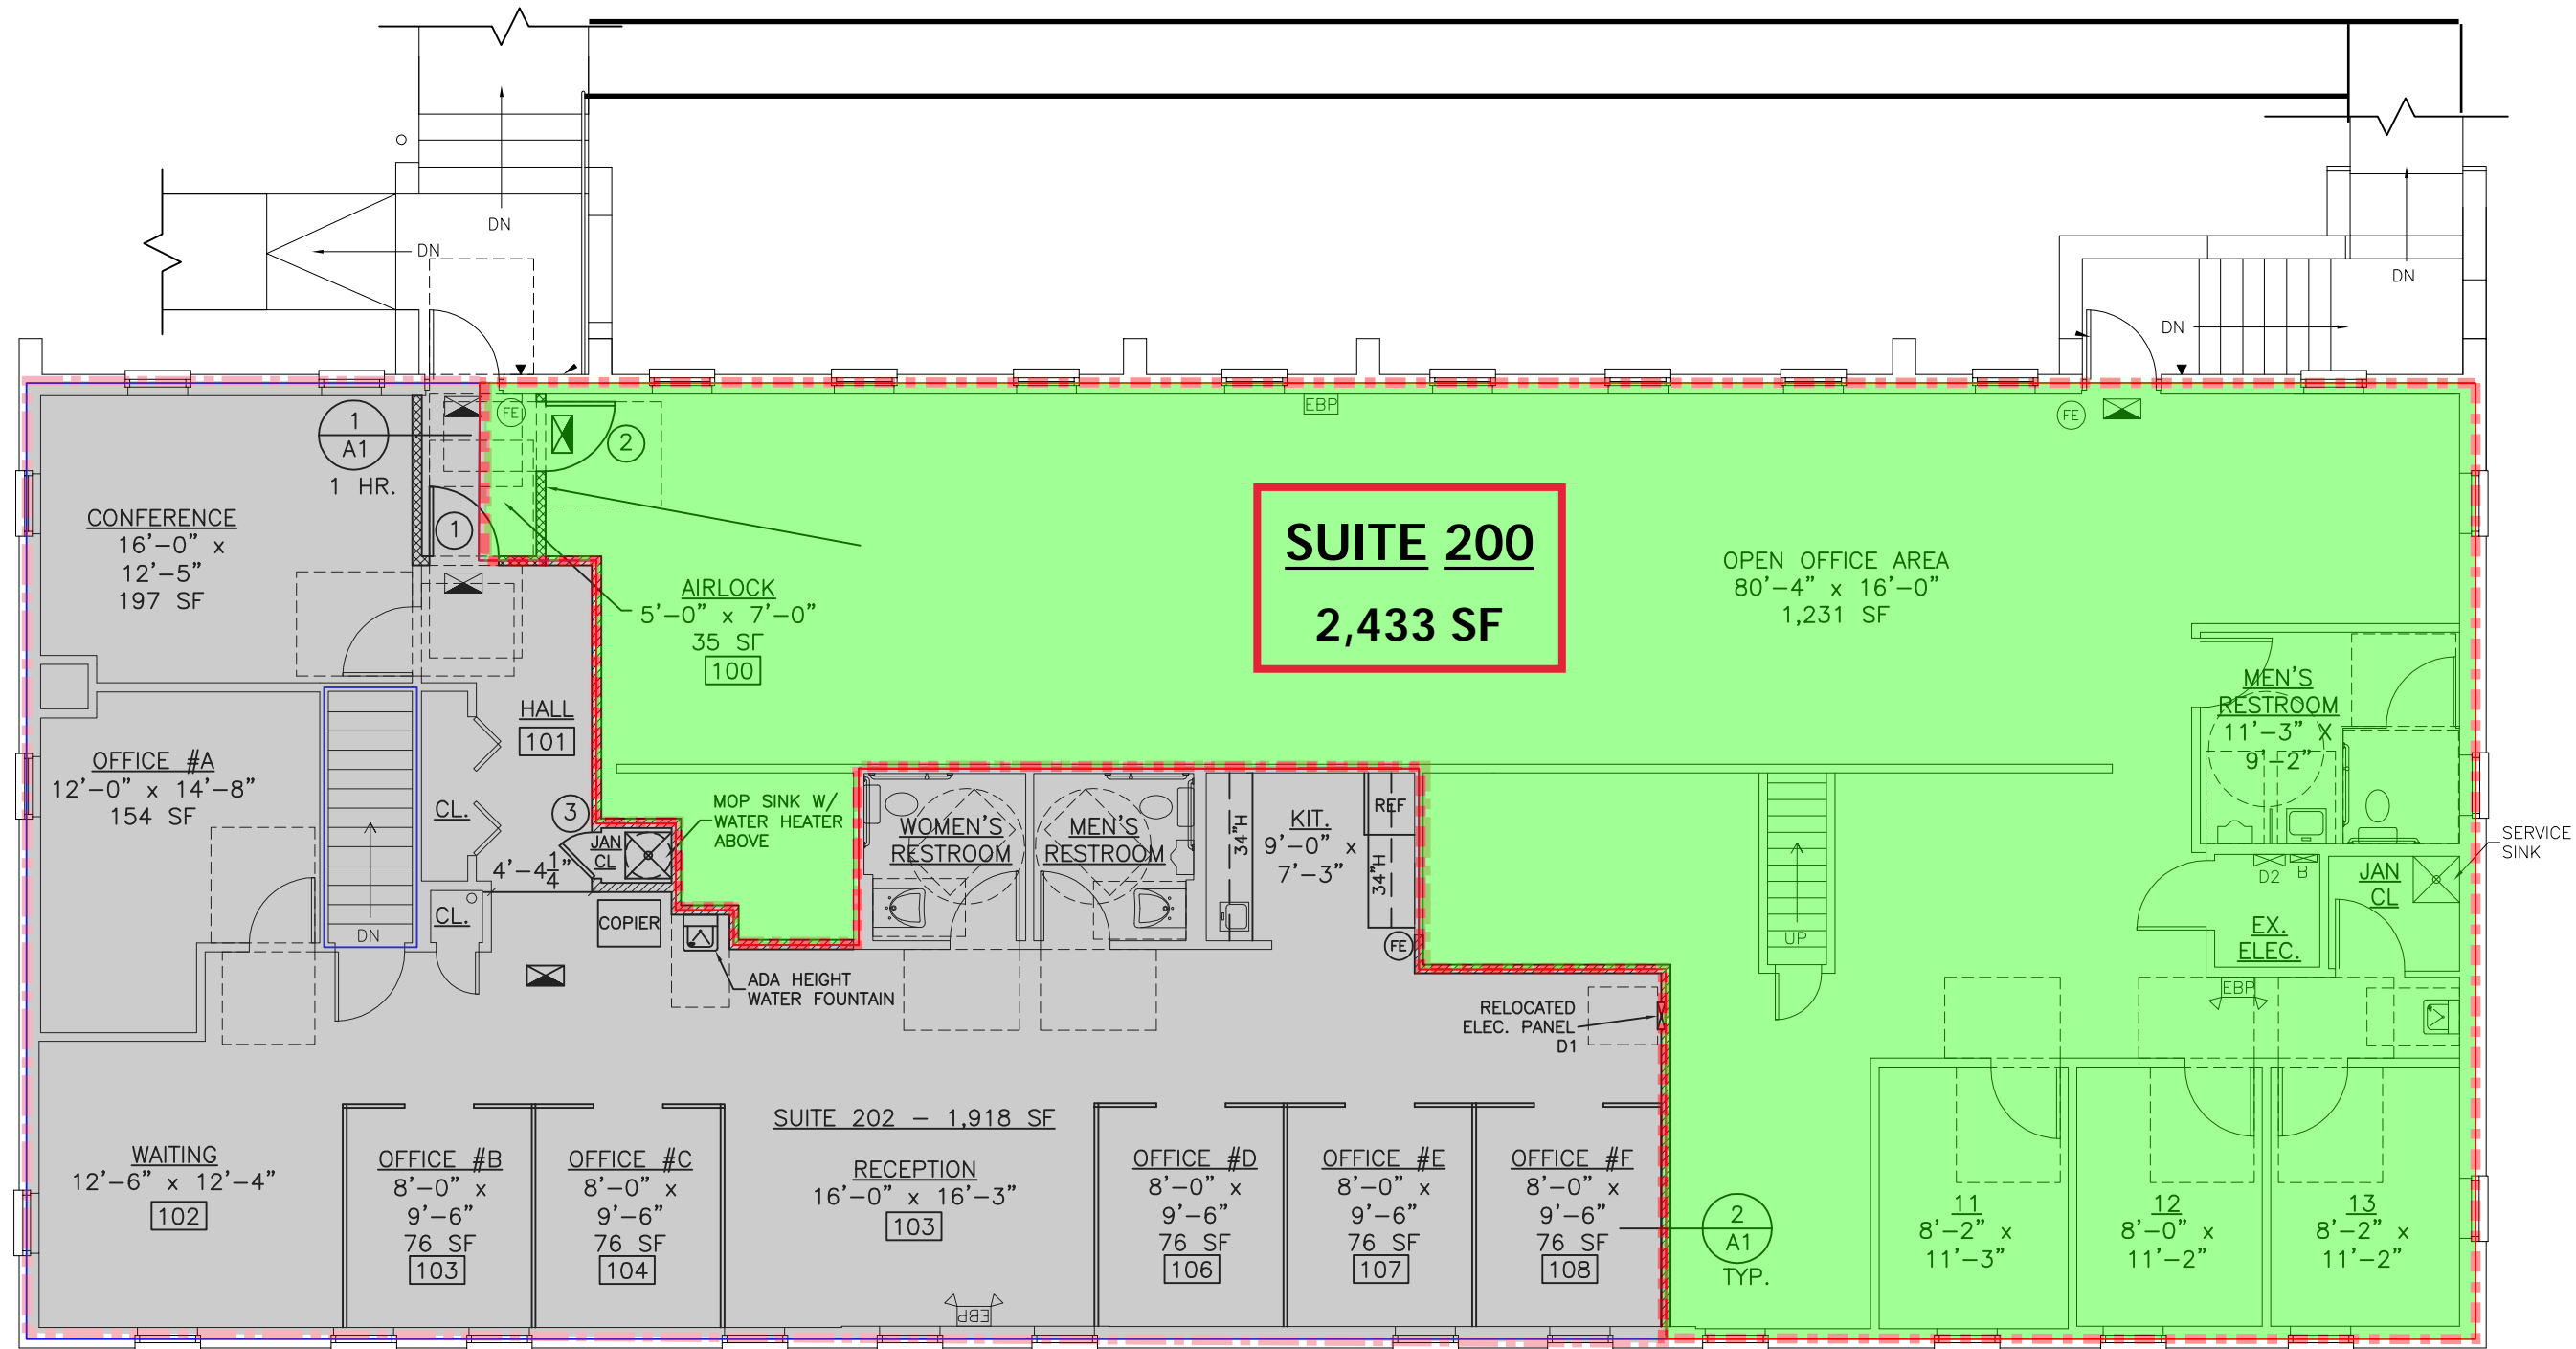 DN
DN
DN
DN
FE
EBP
FE
1
A1
1 HR.
2
1
CONFERENCE
16'-0" x
12'-5"
197 SF
SUITE 200
2,433 SF
OPEN OFFICE AREA
80'-4" x 16'-0"
1,231 SF
AIRLOCK
5'-0" x 7'-0"
35 SF
100
MEN'S
RESTROOM
11'-3" X
9'-2"
HALL
101
OFFICE #A
12'-0" x 14'-8"
154 SF
CL.
3
JAN
CL
4'-4 1/4"
MOP SINK W/
WATER HEATER
ABOVE
WOMEN'S
RESTROOM
MEN'S
RESTROOM
34"H
KIT.
9'-0" x
7'-3"
REF
34"H
SERVICE
SINK
D2
B
JAN
CL
CL.
COPIER
DN
FE
UP
EX.
ELEC.
ADA HEIGHT
WATER FOUNTAIN
RELOCATED
ELEC. PANEL
D1
EBP
SUITE 202 - 1,918 SF
WAITING
12'-6" x 12'-4"
102
OFFICE #B
8'-0" x
9'-6"
76 SF
103
OFFICE #C
8'-0" x
9'-6"
76 SF
104
RECEPTION
16'-0" x 16'-3"
103
OFFICE #D
8'-0" x
9'-6"
76 SF
106
OFFICE #E
8'-0" x
9'-6"
76 SF
107
OFFICE #F
8'-0" x
9'-6"
76 SF
108
2
A1
TYP.
11
8'-2" x
11'-3"
12
8'-0" x
11'-2"
13
8'-2" x
11'-2"
EBP